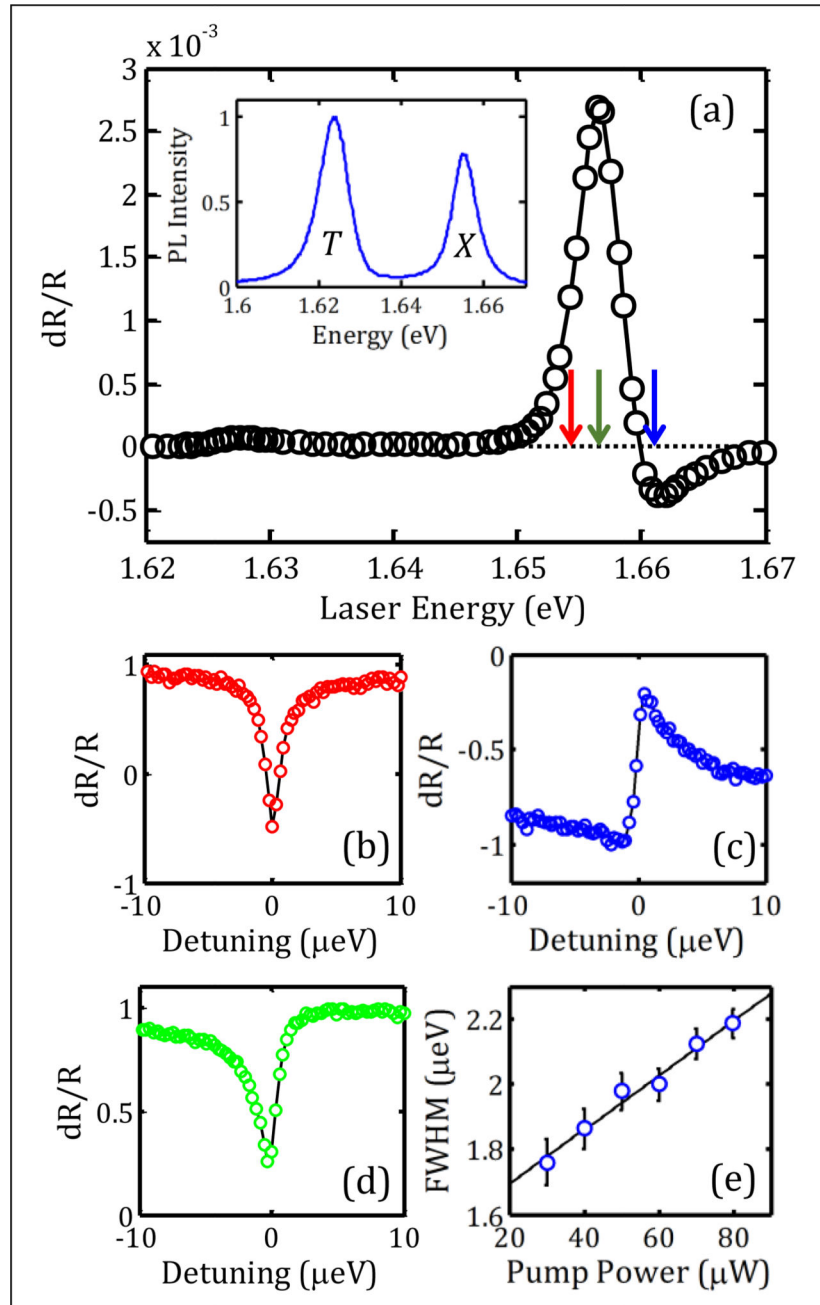 x 10⁻³
(a)
3
2.5
2
1.5
1
0.5
0
-0.5
dR/R
1.62 1.63 1.64 1.65 1.66 1.67
Laser Energy (eV)
1
0.5
0
PL Intensity
T X
1.6 1.62 1.64 1.66
Energy (eV)
1
0
-1
dR/R
(b)
-10 0 10
Detuning (μeV)
0
-0.5
-1
dR/R
(c)
-10 0 10
Detuning (μeV)
1
0.5
0
dR/R
(d)
-10 0 10
Detuning (μeV)
2.2
2
1.8
1.6
FWHM (μeV)
(e)
20 40 60 80
Pump Power (μW)